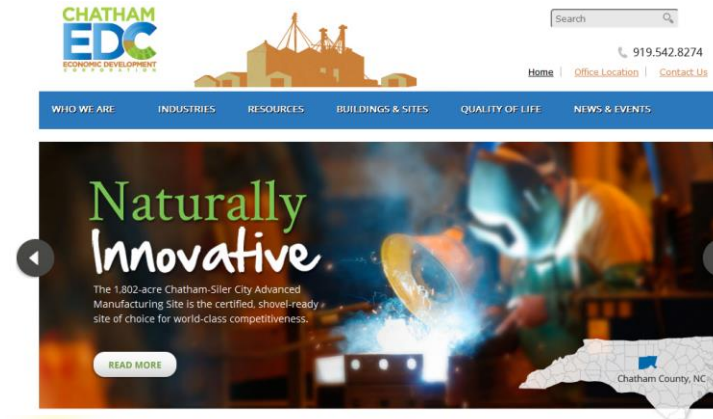 CHATHAM
EDC
ECONOMIC DEVELOPMENT
CORPORATION
Search
919.542.8274
Home | Office Location | Contact Us
WHO WE ARE INDUSTRIES RESOURCES BUILDINGS & SITES QUALITY OF LIFE NEWS & EVENTS
Naturally
Innovative
The 1,802-acre Chatham-Siler City Advanced
Manufacturing Site is the certified, shovel-ready
site of choice for world-class competitiveness.
READ MORE
Chatham County, NC